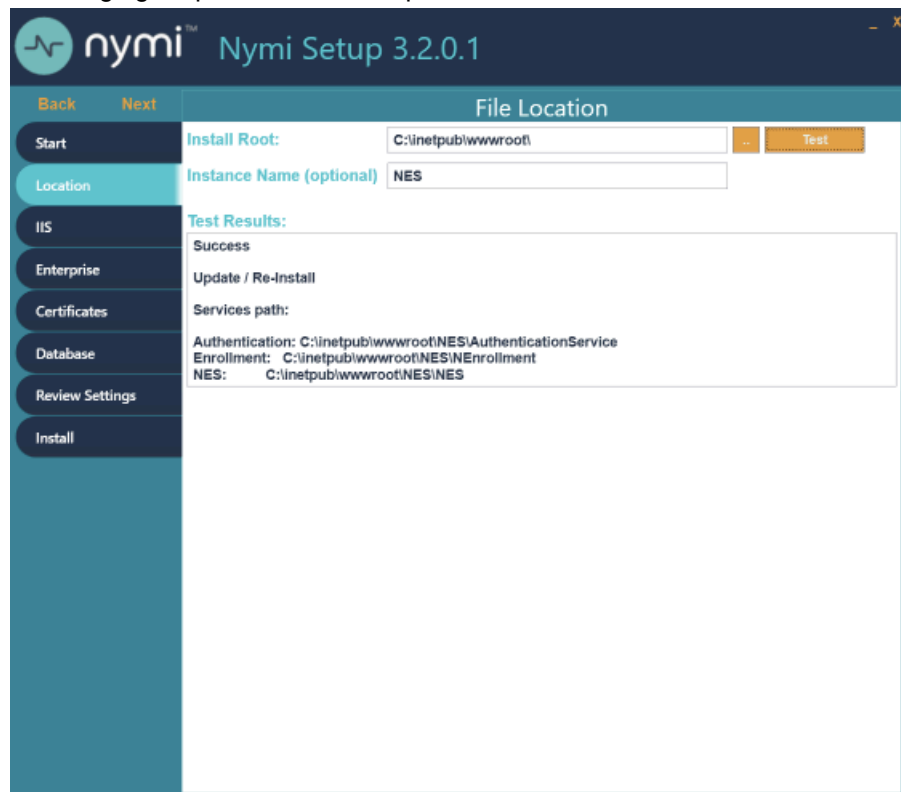 nymi™ Nymi Setup 3.2.0.1
_ X
Back Next
File Location
Start
Install Root: C:\inetpub\wwwroot\ .. Test
Location
Instance Name (optional) NES
IIS
Test Results:
Success
Enterprise
Update / Re-Install
Certificates
Services path:
Database
Authentication: C:\inetpub\wwwroot\NES\AuthenticationService
Enrollment: C:\inetpub\wwwroot\NES\NEnrollment
NES: C:\inetpub\wwwroot\NES\NES
Review Settings
Install